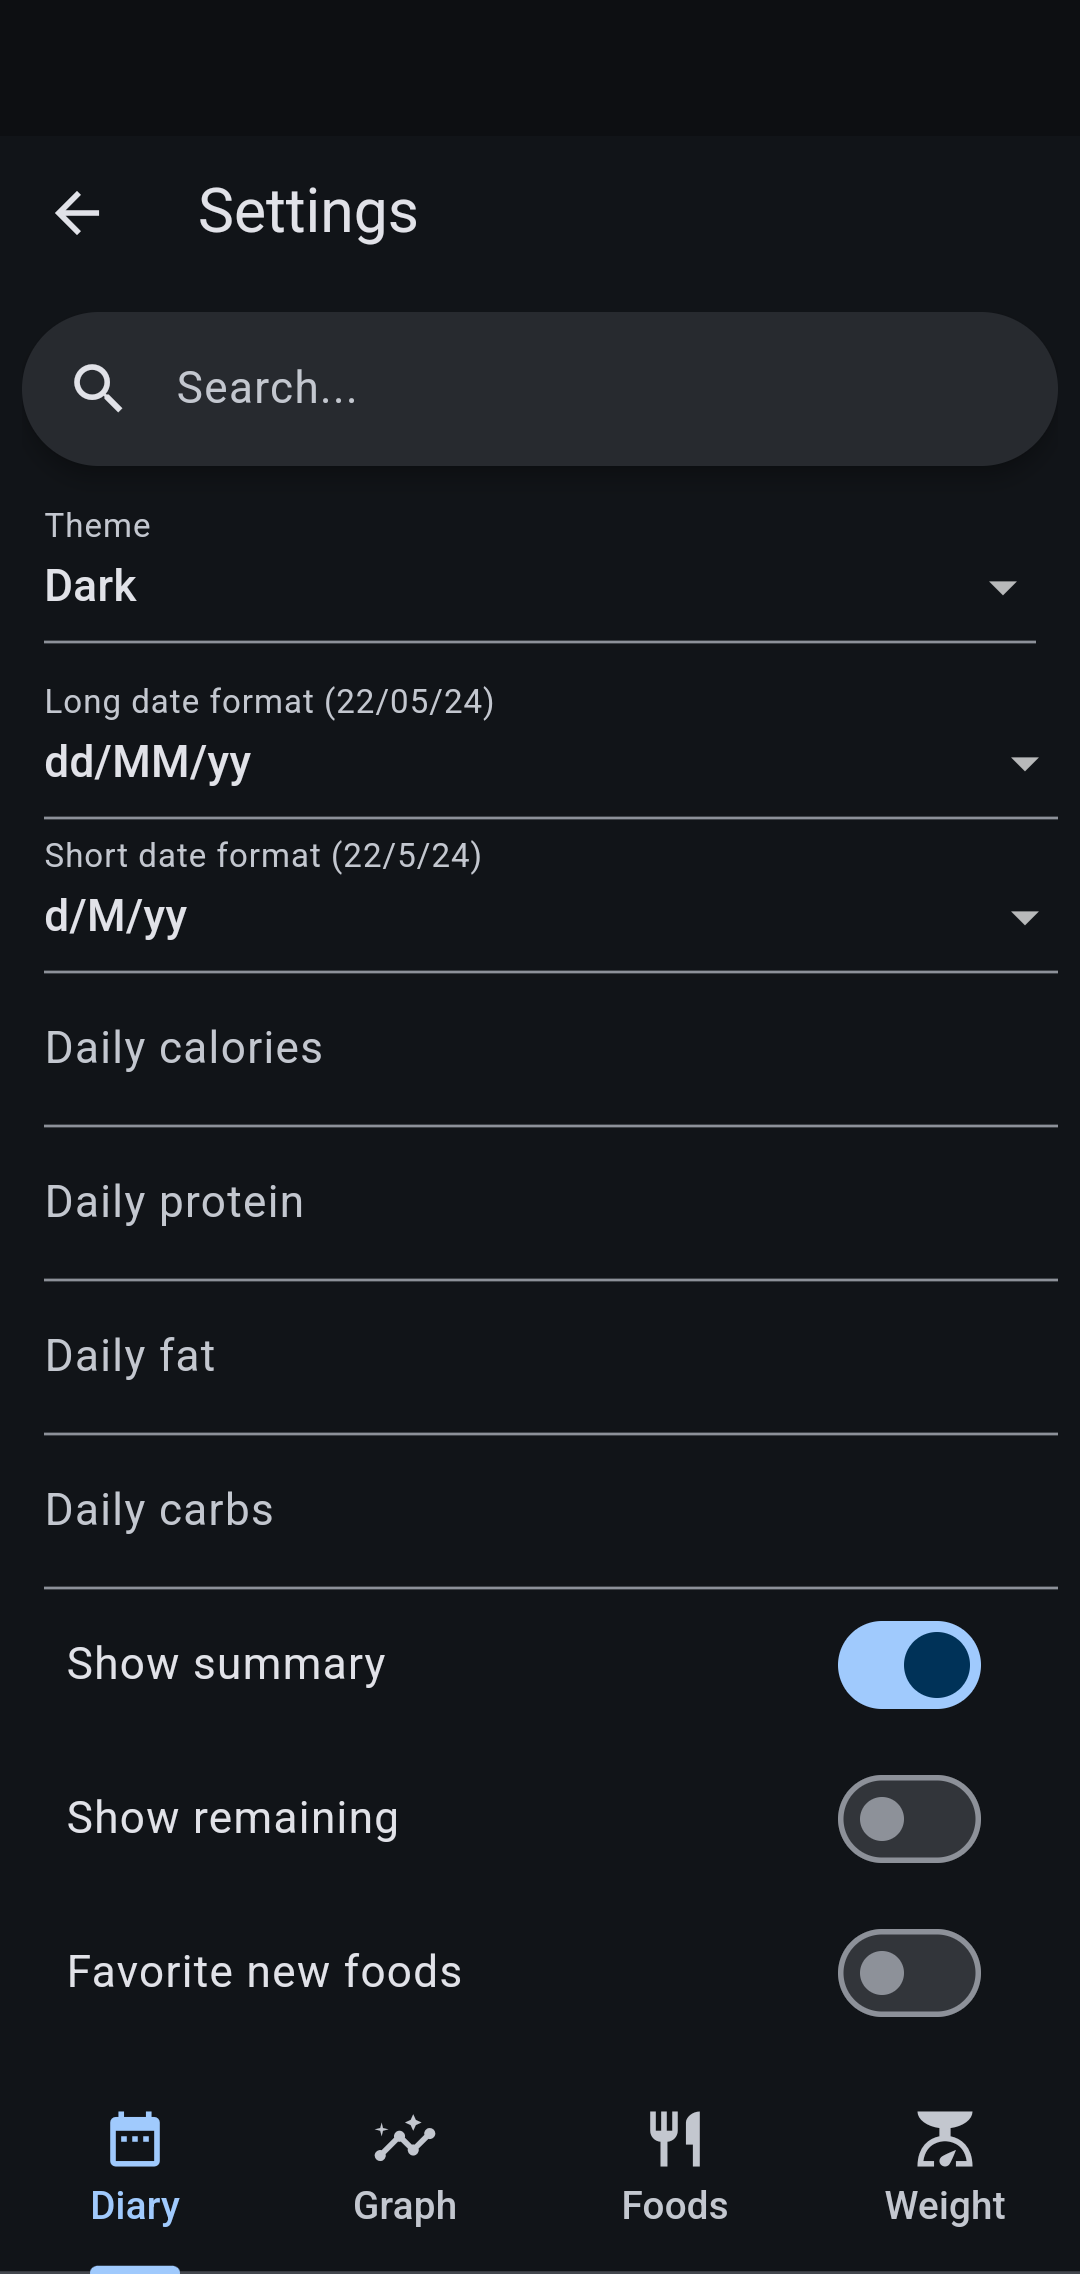 Settings
Search...
Theme
Dark
Long date format (22/05/24)
dd/MM/yy
Short date format (22/5/24)
d/M/yy
Daily calories
Daily protein
Daily fat
Daily carbs
Show summary
Show remaining
Favorite new foods
Diary
Graph
Foods
Weight